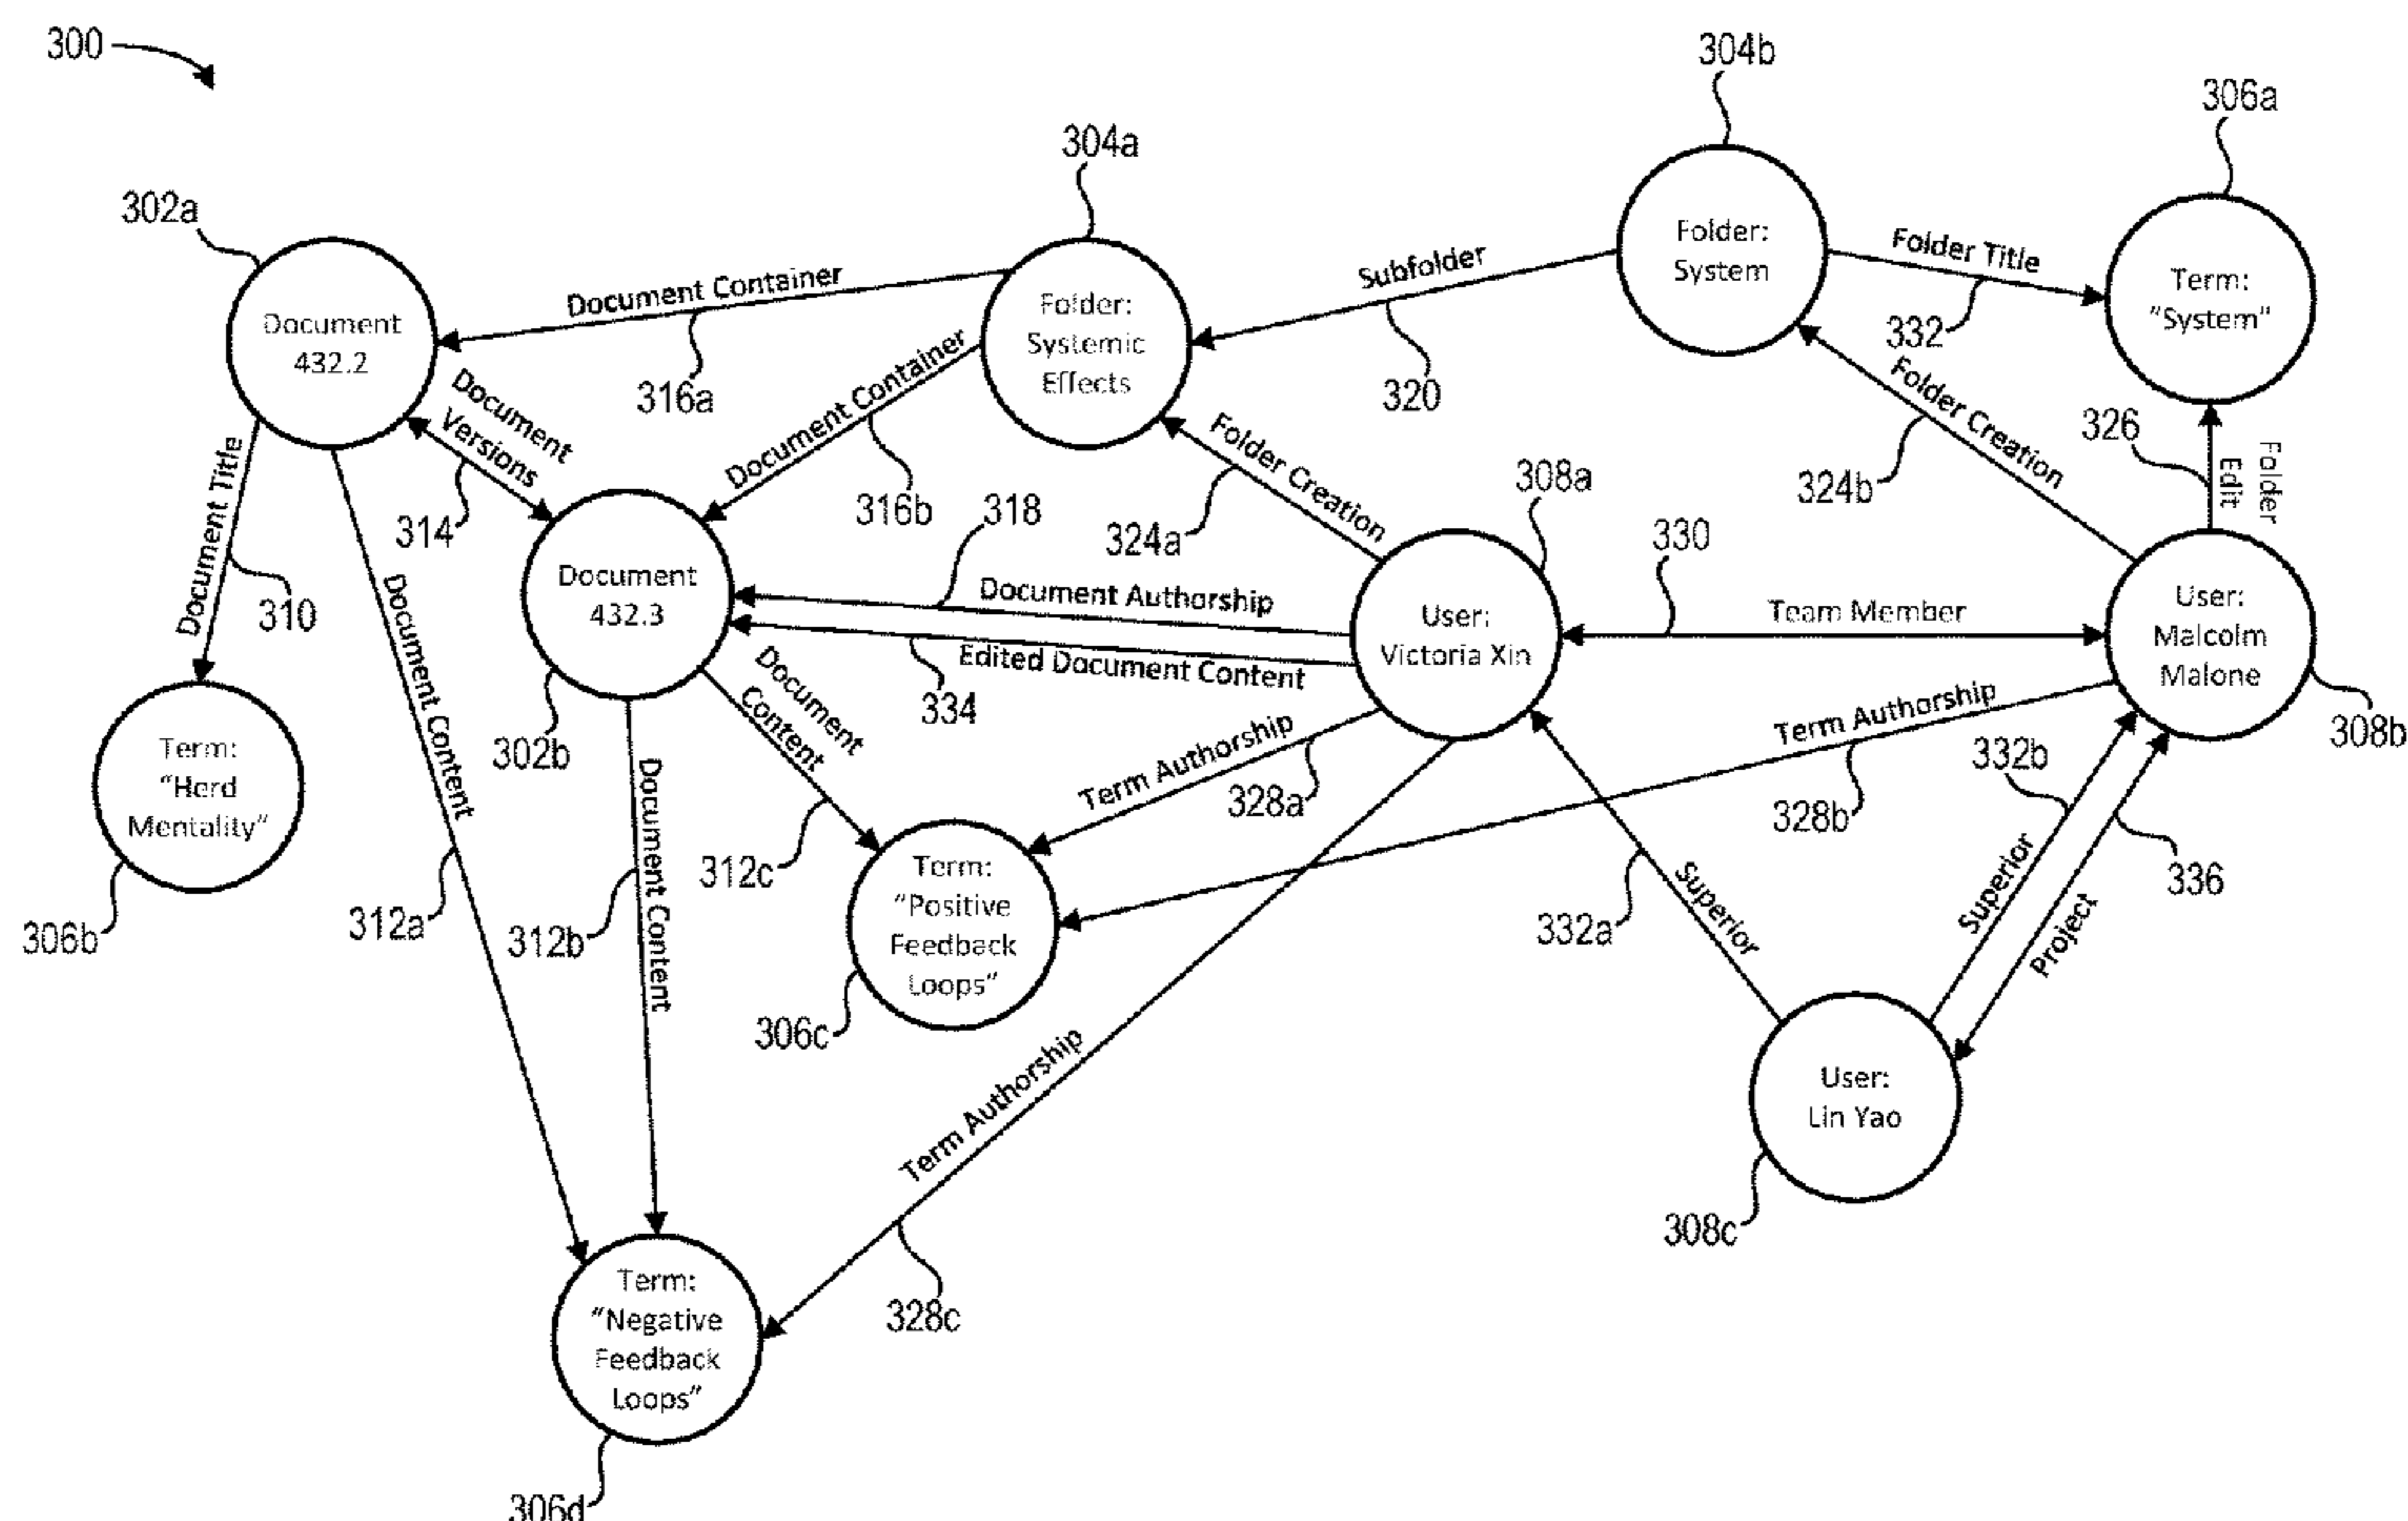 300
304b
306a
304a
302a
Folder:
System
Folder Title
332
Term:
"System"
Subfolder
320
Document Container
316a
Folder:
Systemic
Effects
Document
432.2
Document
Versions
314
Document Container
316b
Folder Creation
324a
Folder Creation
324b
326
Folder
Edit
308a
318
330
Document Title
310
Document Content
312a
Document
432.3
302b
Document Authorship
Edited Document Content
334
User:
Victoria Xin
Team Member
User:
Malcolm
Malone
308b
Term:
"Herd
Mentality"
306b
Document
Content
312c
Document Content
312b
Term Authorship
328a
Term Authorship
328b
332b
Superior
336
Project
Superior
332a
Term:
"Positive
Feedback
Loops"
306c
Term Authorship
328c
User:
Lin Yao
308c
Term:
"Negative
Feedback
Loops"
306d